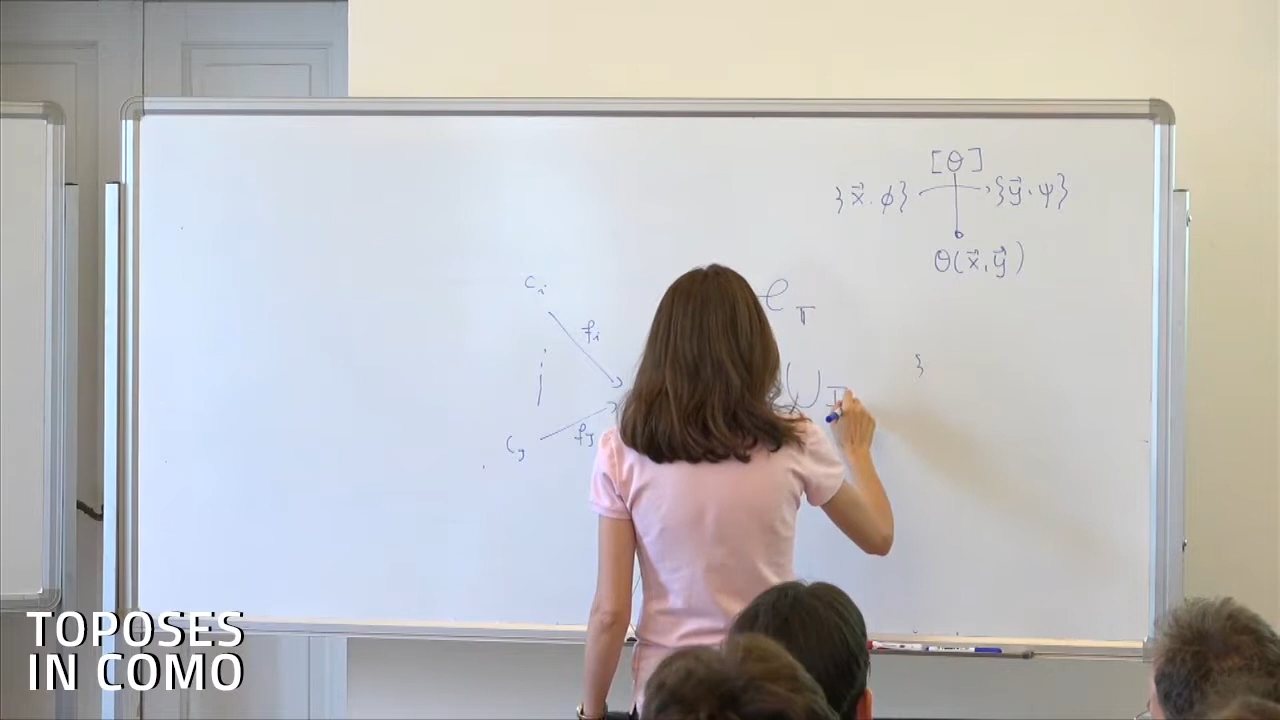 [θ]
{x⃗. φ} → {y⃗. ψ}
θ(x⃗, y⃗)
c_i
f_i
𝒞_𝕋
}
c_j
f_j
TOPOSES
IN COMO